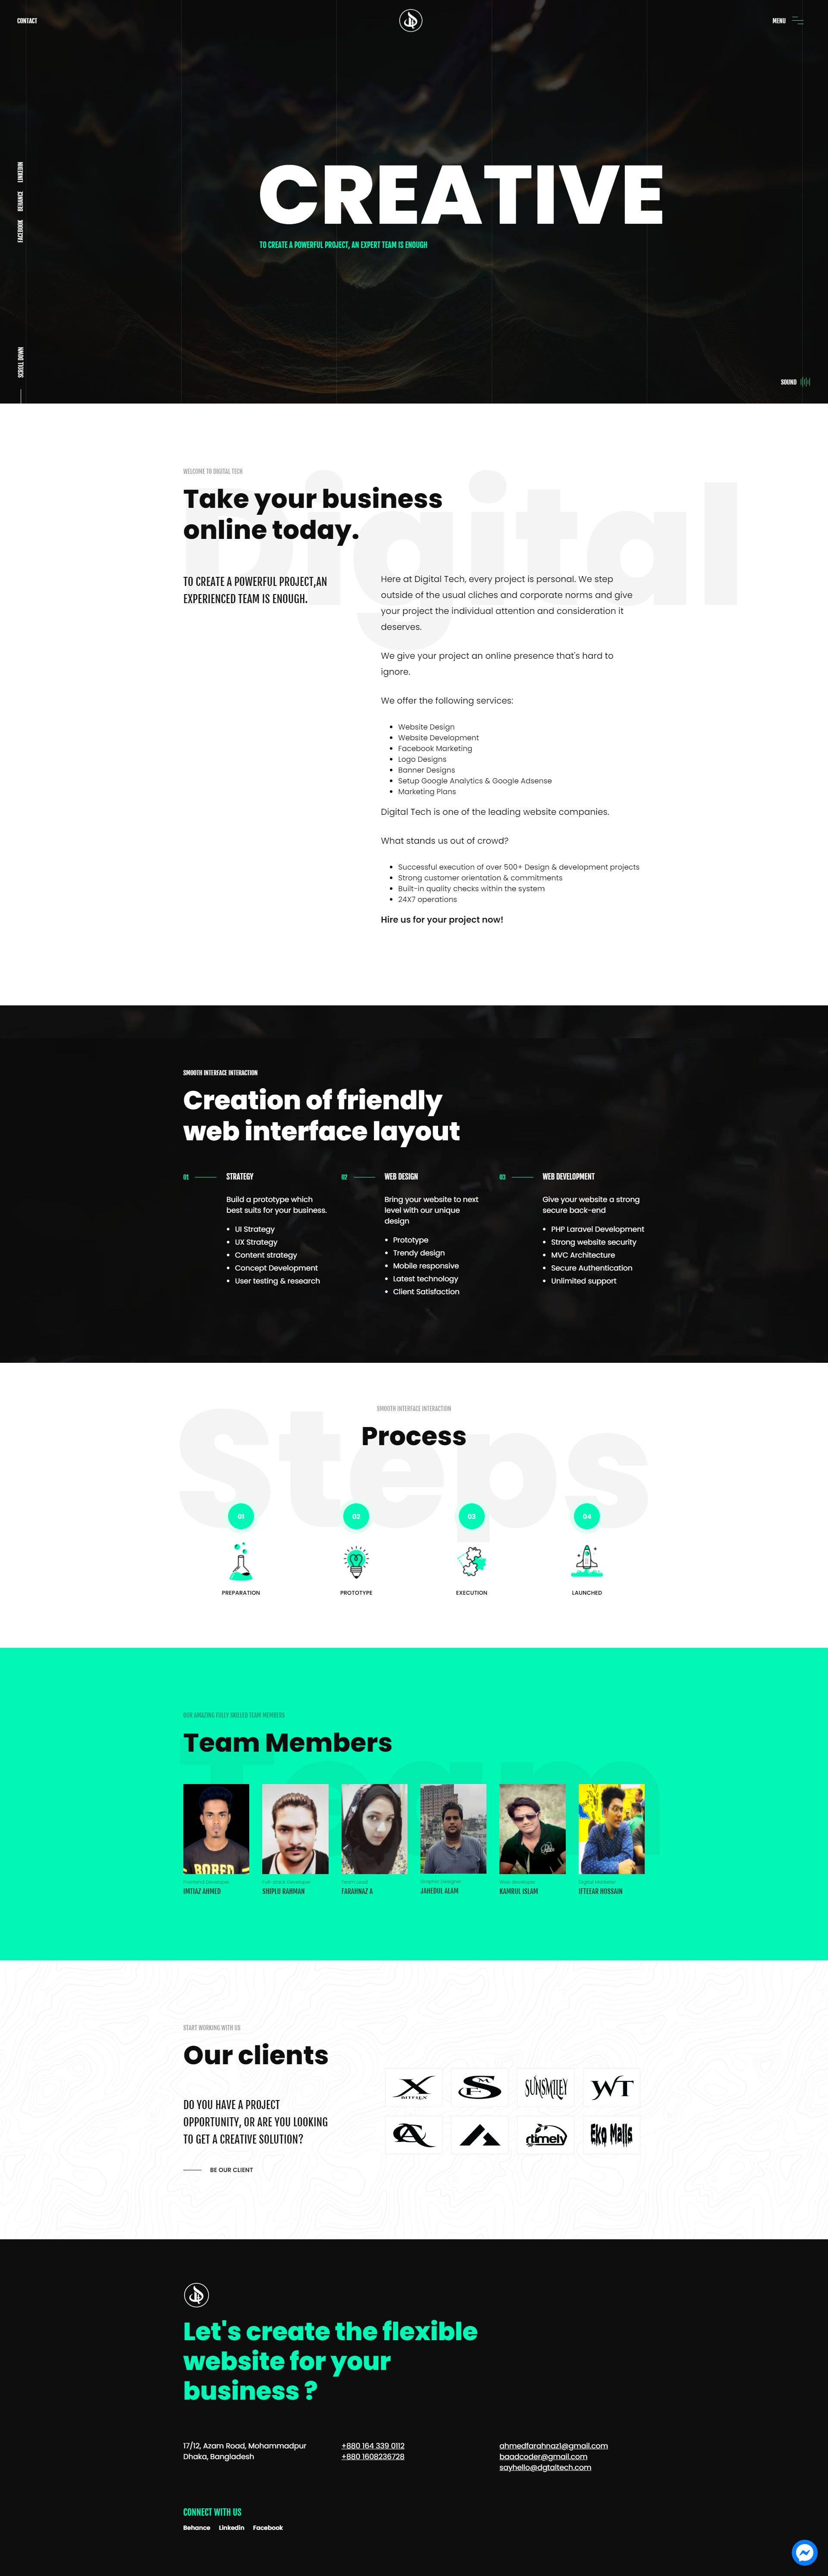 CONTACT
MENU
LINKEDIN
BEHANCE
FACEBOOK
CREATIVE
TO CREATE A POWERFUL PROJECT, AN EXPERT TEAM IS ENOUGH
SCROLL DOWN
SOUND
Digital
WELCOME TO DIGITAL TECH
Take your business
online today.
TO CREATE A POWERFUL PROJECT,AN
EXPERIENCED TEAM IS ENOUGH.
Here at Digital Tech, every project is personal. We step
outside of the usual cliches and corporate norms and give
your project the individual attention and consideration it
deserves.
We give your project an online presence that's hard to
ignore.
We offer the following services:
Website Design
Website Development
Facebook Marketing
Logo Designs
Banner Designs
Setup Google Analytics & Google Adsense
Marketing Plans
Digital Tech is one of the leading website companies.
What stands us out of crowd?
Successful execution of over 500+ Design & development projects
Strong customer orientation & commitments
Built-in quality checks within the system
24X7 operations
Hire us for your project now!
SMOOTH INTERFACE INTERACTION
Creation of friendly
web interface layout
01
STRATEGY
Build a prototype which
best suits for your business.
UI Strategy
UX Strategy
Content strategy
Concept Development
User testing & research
02
WEB DESIGN
Bring your website to next
level with our unique
design
Prototype
Trendy design
Mobile responsive
Latest technology
Client Satisfaction
03
WEB DEVELOPMENT
Give your website a strong
secure back-end
PHP Laravel Development
Strong website security
MVC Architecture
Secure Authentication
Unlimited support
Steps
SMOOTH INTERFACE INTERACTION
Process
01
PREPARATION
02
PROTOTYPE
03
EXECUTION
04
LAUNCHED
Team
OUR AMAZING FULLY SKILLED TEAM MEMBERS
Team Members
BORED
Frontend Developer
IMTIAZ AHMED
Full-stack Developer
SHIPLU RAHMAN
Team Lead
FARAHNAZ A
Graphic Designer
JAHEDUL ALAM
Web developer
KAMRUL ISLAM
Digital Marketer
IFTEEAR HOSSAIN
START WORKING WITH US
Our clients
DO YOU HAVE A PROJECT
OPPORTUNITY, OR ARE YOU LOOKING
TO GET A CREATIVE SOLUTION?
BE OUR CLIENT
SUNSMILEY
WT
rtimely
Eko Malls
Let's create the flexible
website for your
business ?
17/12, Azam Road, Mohammadpur
Dhaka, Bangladesh
+880 164 339 0112
+880 1608236728
ahmedfarahnaz1@gmail.com
baadcoder@gmail.com
sayhello@dgtaltech.com
CONNECT WITH US
Behance
Linkedin
Facebook